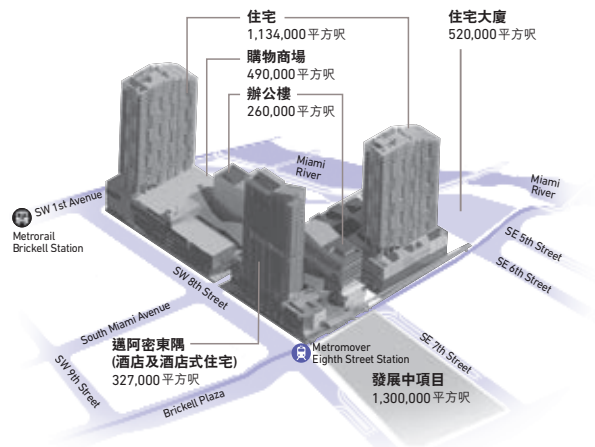 住宅
1,134,000平方呎
購物商場
490,000平方呎
辦公樓
260,000平方呎
住宅大廈
520,000平方呎
Miami
River
Miami
River
SW 1st Avenue
Metrorail
Brickell Station
SE 5th Street
SE 6th Street
SW 8th Street
South Miami Avenue
SW 9th Street
邁阿密東隅
(酒店及酒店式住宅)
327,000平方呎
Metromover
Eighth Street Station
SE 7th Street
發展中項目
1,300,000平方呎
Brickell Plaza